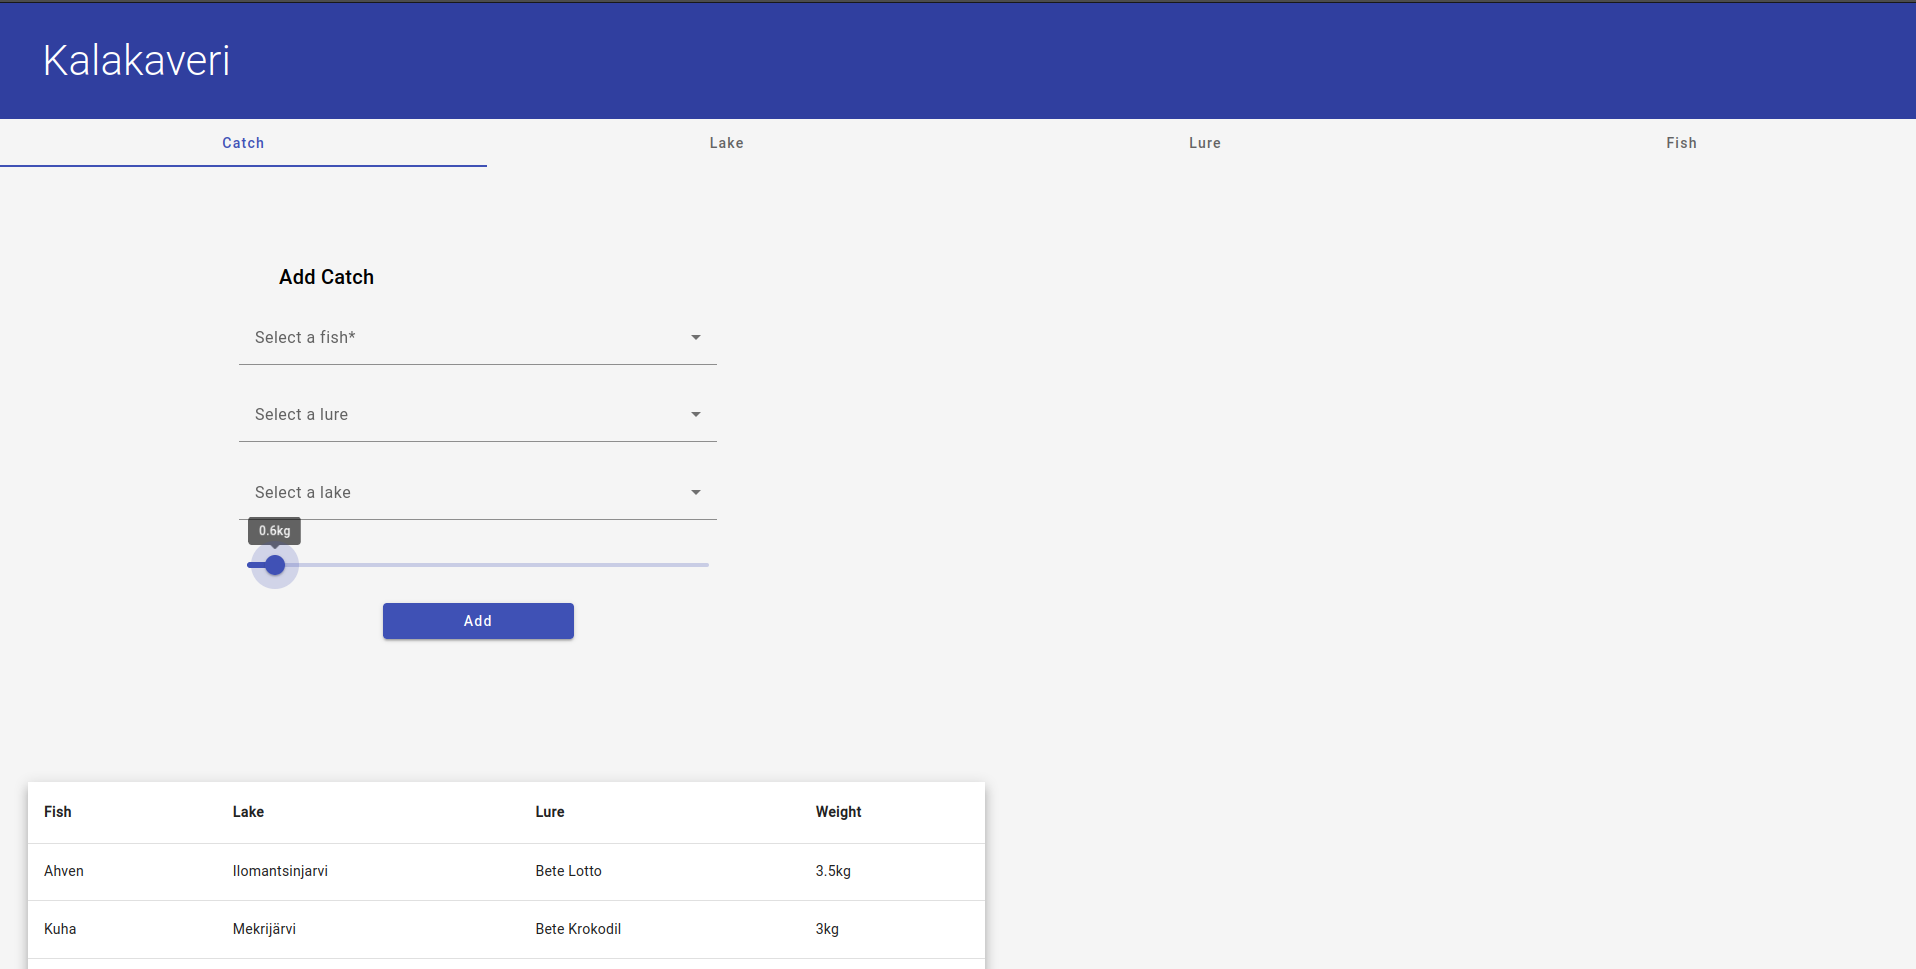 Kalakaveri
Catch Lake Lure Fish
Add Catch
Select a fish*
Select a lure
Select a lake
0.6kg
Add
Fish Lake Lure Weight
Ahven Ilomantsinjarvi Bete Lotto 3.5kg
Kuha Mekrijärvi Bete Krokodil 3kg